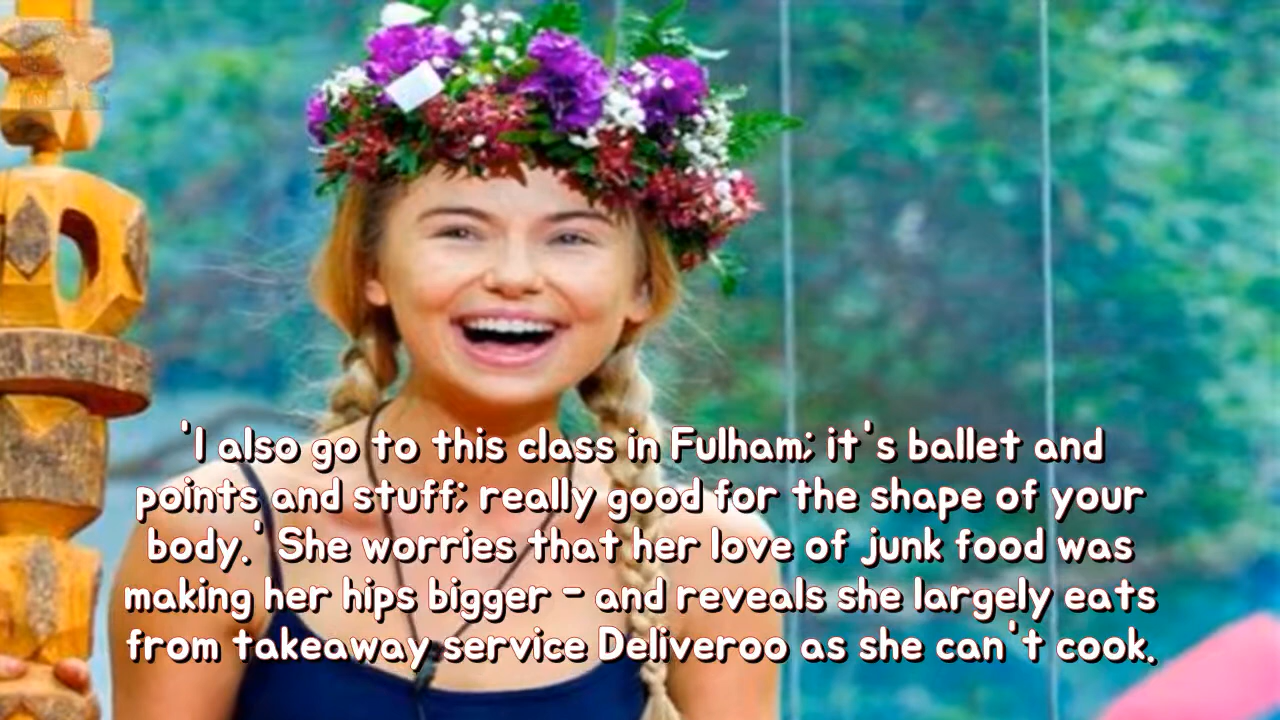 'I also go to this class in Fulham; it's ballet and
points and stuff; really good for the shape of your
body.' She worries that her love of junk food was
making her hips bigger - and reveals she largely eats
from takeaway service Deliveroo as she can't cook.